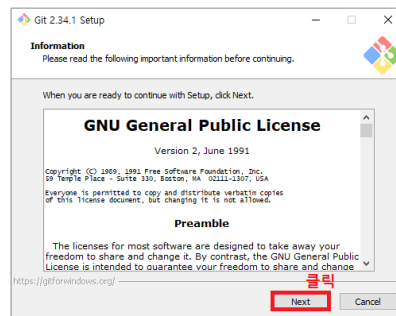 Git 2.34.1 Setup
Information
Please read the following important information before continuing.
When you are ready to continue with Setup, click Next.
GNU General Public License
Version 2, June 1991
Copyright (C) 1989, 1991 Free Software Foundation, Inc.
59 Temple Place - Suite 330, Boston, MA  02111-1307, USA
Everyone is permitted to copy and distribute verbatim copies
of this license document, but changing it is not allowed.
Preamble
The licenses for most software are designed to take away your
freedom to share and change it. By contrast, the GNU General Public
License is intended to guarantee your freedom to share and change
https://gitforwindows.org/
클릭
Next
Cancel